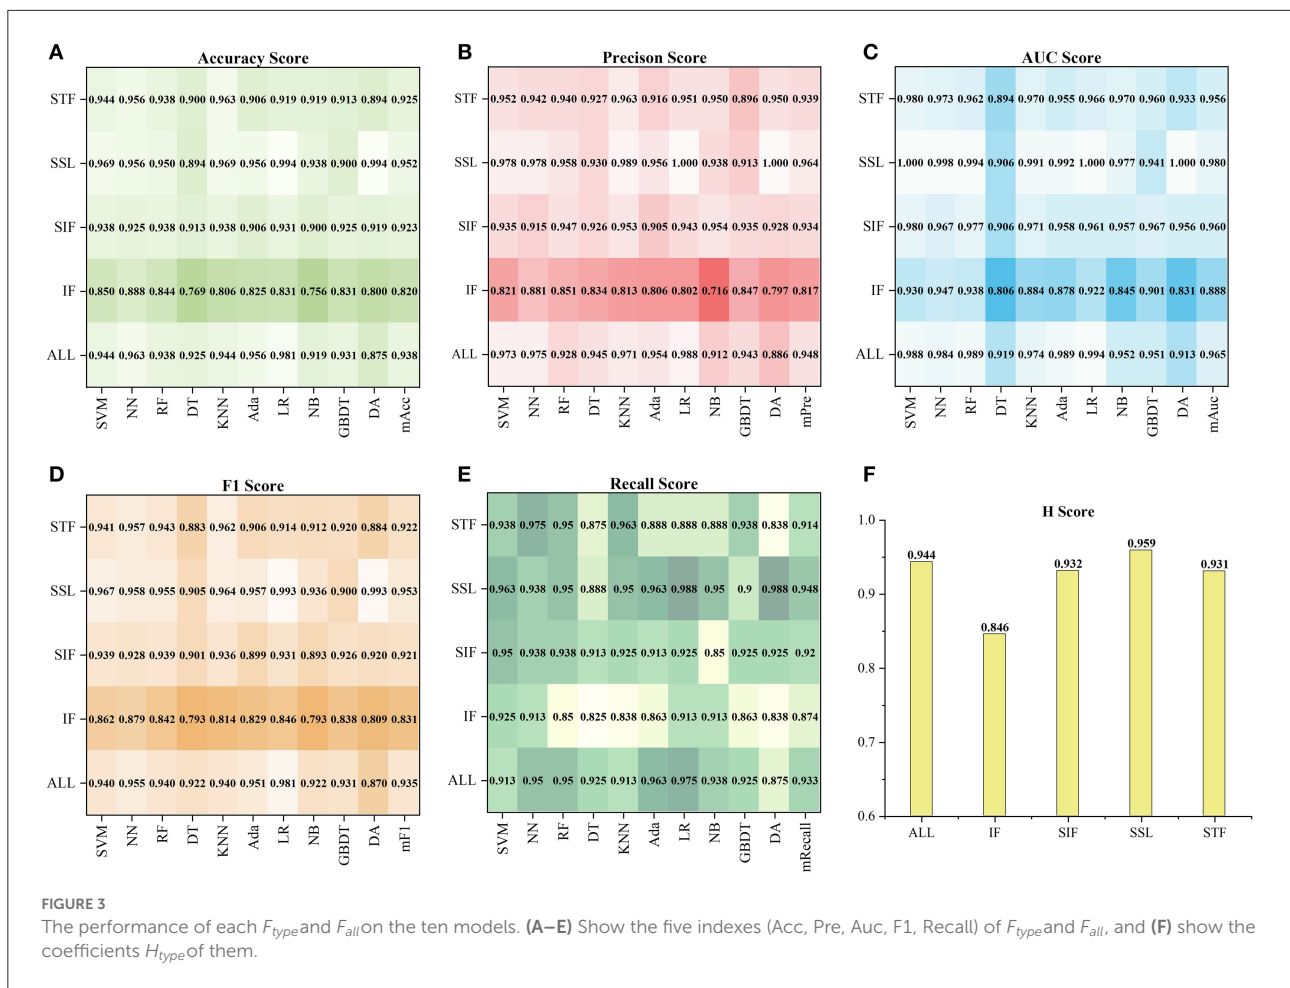 A
Accuracy Score
STF 0.944 0.956 0.938 0.900 0.963 0.906 0.919 0.919 0.913 0.894 0.925
SSL 0.969 0.956 0.950 0.894 0.969 0.956 0.994 0.938 0.900 0.994 0.952
SIF 0.938 0.925 0.938 0.913 0.938 0.906 0.931 0.900 0.925 0.919 0.923
IF 0.850 0.888 0.844 0.769 0.806 0.825 0.831 0.756 0.831 0.800 0.820
ALL 0.944 0.963 0.938 0.925 0.944 0.956 0.981 0.919 0.931 0.875 0.938
SVM NN RF DT KNN Ada LR NB GBDT DA mAcc
B
Precison Score
STF 0.952 0.942 0.940 0.927 0.963 0.916 0.951 0.950 0.896 0.950 0.939
SSL 0.978 0.978 0.958 0.930 0.989 0.956 1.000 0.938 0.913 1.000 0.964
SIF 0.935 0.915 0.947 0.926 0.953 0.905 0.943 0.954 0.935 0.928 0.934
IF 0.821 0.881 0.851 0.834 0.813 0.806 0.802 0.716 0.847 0.797 0.817
ALL 0.973 0.975 0.928 0.945 0.971 0.954 0.988 0.912 0.943 0.886 0.948
SVM NN RF DT KNN Ada LR NB GBDT DA mPre
C
AUC Score
STF 0.980 0.973 0.962 0.894 0.970 0.955 0.966 0.970 0.960 0.933 0.956
SSL 1.000 0.998 0.994 0.906 0.991 0.992 1.000 0.977 0.941 1.000 0.980
SIF 0.980 0.967 0.977 0.906 0.971 0.958 0.961 0.957 0.967 0.956 0.960
IF 0.930 0.947 0.938 0.806 0.884 0.878 0.922 0.845 0.901 0.831 0.888
ALL 0.988 0.984 0.989 0.919 0.974 0.989 0.994 0.952 0.951 0.913 0.965
SVM NN RF DT KNN Ada LR NB GBDT DA mAuc
D
F1 Score
STF 0.941 0.957 0.943 0.883 0.962 0.906 0.914 0.912 0.920 0.884 0.922
SSL 0.967 0.958 0.955 0.905 0.964 0.957 0.993 0.936 0.900 0.993 0.953
SIF 0.939 0.928 0.939 0.901 0.936 0.899 0.931 0.893 0.926 0.920 0.921
IF 0.862 0.879 0.842 0.793 0.814 0.829 0.846 0.793 0.838 0.809 0.831
ALL 0.940 0.955 0.940 0.922 0.940 0.951 0.981 0.922 0.931 0.870 0.935
SVM NN RF DT KNN Ada LR NB GBDT DA mF1
E
Recall Score
STF 0.938 0.975 0.95 0.875 0.963 0.888 0.888 0.888 0.938 0.838 0.914
SSL 0.963 0.938 0.95 0.888 0.95 0.963 0.988 0.95 0.9 0.988 0.948
SIF 0.95 0.938 0.938 0.913 0.925 0.913 0.925 0.85 0.925 0.925 0.92
IF 0.925 0.913 0.85 0.825 0.838 0.863 0.913 0.913 0.863 0.838 0.874
ALL 0.913 0.95 0.95 0.925 0.913 0.963 0.975 0.938 0.925 0.875 0.933
SVM NN RF DT KNN Ada LR NB GBDT DA mRecall
F
H Score
1.0
0.9
0.8
0.7
0.6
0.944 0.846 0.932 0.959 0.931
ALL IF SIF SSL STF
FIGURE 3
The performance of each Ftype and Fall on the ten models. (A–E) Show the five indexes (Acc, Pre, Auc, F1, Recall) of Ftype and Fall, and (F) show the
coefficients Htype of them.